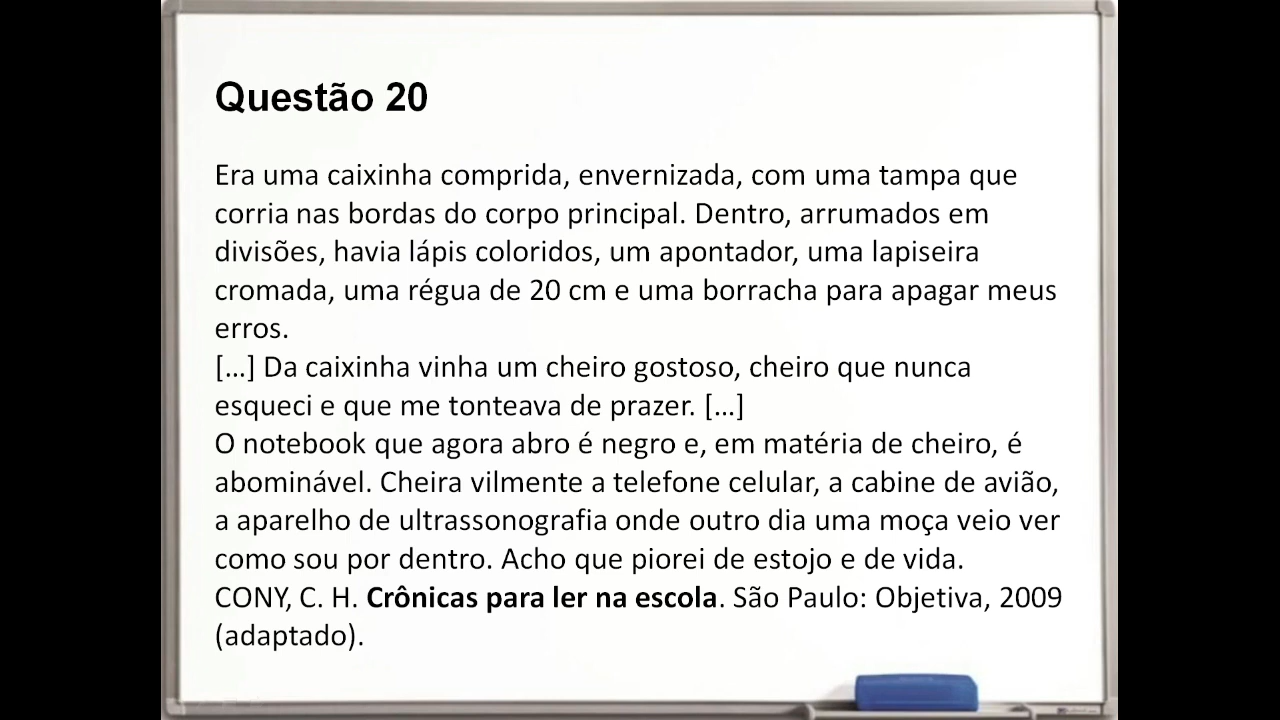 Questão 20
Era uma caixinha comprida, envernizada, com uma tampa que
corria nas bordas do corpo principal. Dentro, arrumados em
divisões, havia lápis coloridos, um apontador, uma lapiseira
cromada, uma régua de 20 cm e uma borracha para apagar meus
erros.
[...] Da caixinha vinha um cheiro gostoso, cheiro que nunca
esqueci e que me tonteava de prazer. [...]
O notebook que agora abro é negro e, em matéria de cheiro, é
abominável. Cheira vilmente a telefone celular, a cabine de avião,
a aparelho de ultrassonografia onde outro dia uma moça veio ver
como sou por dentro. Acho que piorei de estojo e de vida.
CONY, C. H. Crônicas para ler na escola. São Paulo: Objetiva, 2009
(adaptado).